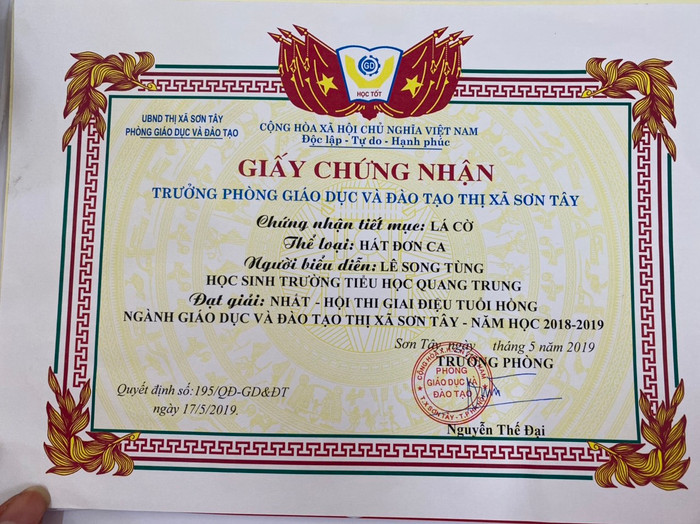 GD
HỌC TỐT
UBND THỊ XÃ SƠN TÂY
PHÒNG GIÁO DỤC VÀ ĐÀO TẠO
CỘNG HÒA XÃ HỘI CHỦ NGHĨA VIỆT NAM
Độc lập - Tự do - Hạnh phúc
GIẤY CHỨNG NHẬN
TRƯỞNG PHÒNG GIÁO DỤC VÀ ĐÀO TẠO THỊ XÃ SƠN TÂY
Chứng nhận tiết mục: LÁ CỜ
Thể loại: HÁT ĐƠN CA
Người biểu diễn: LÊ SONG TÙNG
HỌC SINH TRƯỜNG TIỂU HỌC QUANG TRUNG
Đạt giải: NHẤT - HỘI THI GIAI ĐIỆU TUỔI HỒNG
NGÀNH GIÁO DỤC VÀ ĐÀO TẠO THỊ XÃ SƠN TÂY - NĂM HỌC 2018-2019
Sơn Tây, ngày tháng 5 năm 2019
TRƯỞNG PHÒNG
PHÒNG
GIÁO DỤC VÀ
ĐÀO TẠO
Quyết định số: 195/QĐ-GD&ĐT
ngày 17/5/2019.
Nguyễn Thế Đại